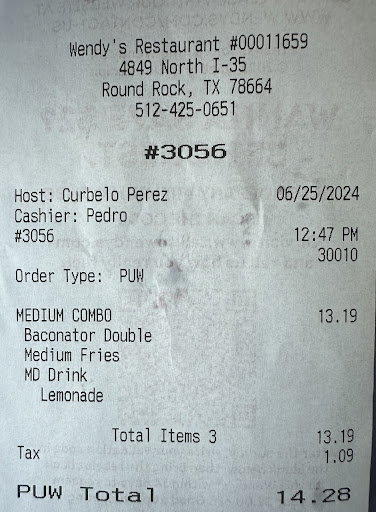 Wendy's Restaurant #00011659
4849 North I-35
Round Rock, TX 78664
512-425-0651
#3056
Host: Curbelo Perez 06/25/2024
Cashier: Pedro
#3056 12:47 PM
30010
Order Type: PUW
MEDIUM COMBO 13.19
Baconator Double
Medium Fries
MD Drink
Lemonade
Total Items 3 13.19
Tax 1.09
PUW Total 14.28